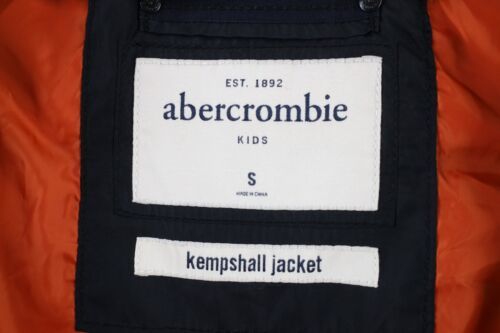 EST. 1892
abercrombie
KIDS
S
MADE IN CHINA
kempshall jacket